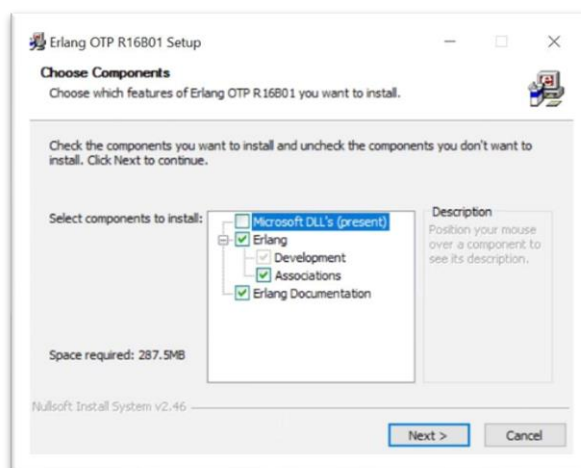 Erlang OTP R16B01 Setup
Choose Components
Choose which features of Erlang OTP R16B01 you want to install.
Check the components you want to install and uncheck the components you don't want to
install. Click Next to continue.
Select components to install:
Microsoft DLL's (present)
Erlang
Development
Associations
Erlang Documentation
Description
Position your mouse
over a component to
see its description.
Space required: 287.5MB
Nullsoft Install System v2.46
Next >
Cancel